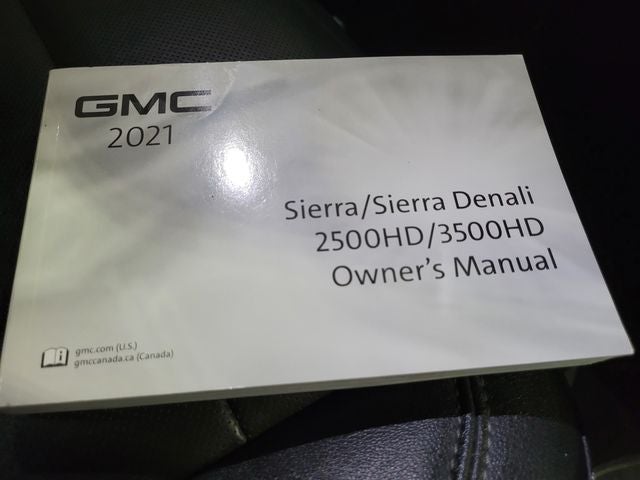 GMC
2021
Sierra/Sierra Denali
2500HD/3500HD
Owner's Manual
gmc.com (U.S.)
gmccanada.ca (Canada)